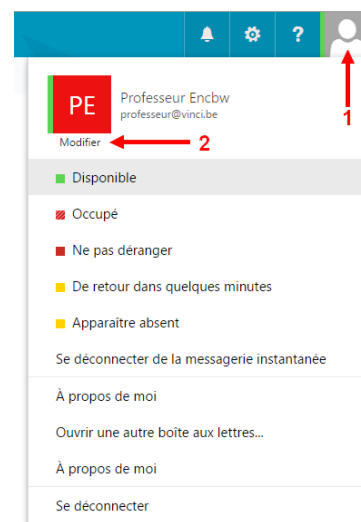 ?
1
PE
Professeur Encbw
professeur@vinci.be
Modifier
2
Disponible
Occupé
Ne pas déranger
De retour dans quelques minutes
Apparaître absent
Se déconnecter de la messagerie instantanée
À propos de moi
Ouvrir une autre boîte aux lettres...
À propos de moi
Se déconnecter